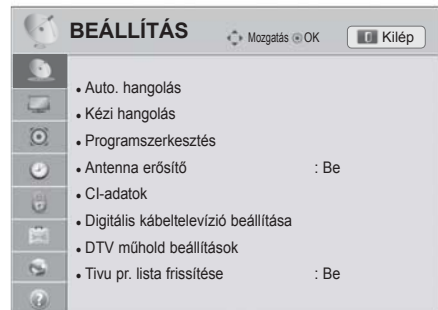 BEÁLLÍTÁS Mozgatás OK Kilép
• Auto. hangolás
• Kézi hangolás
• Programszerkesztés
• Antenna erősítő : Be
• CI-adatok
• Digitális kábeltelevízió beállítása
• DTV műhold beállítások
• Tivu pr. lista frissítése : Be